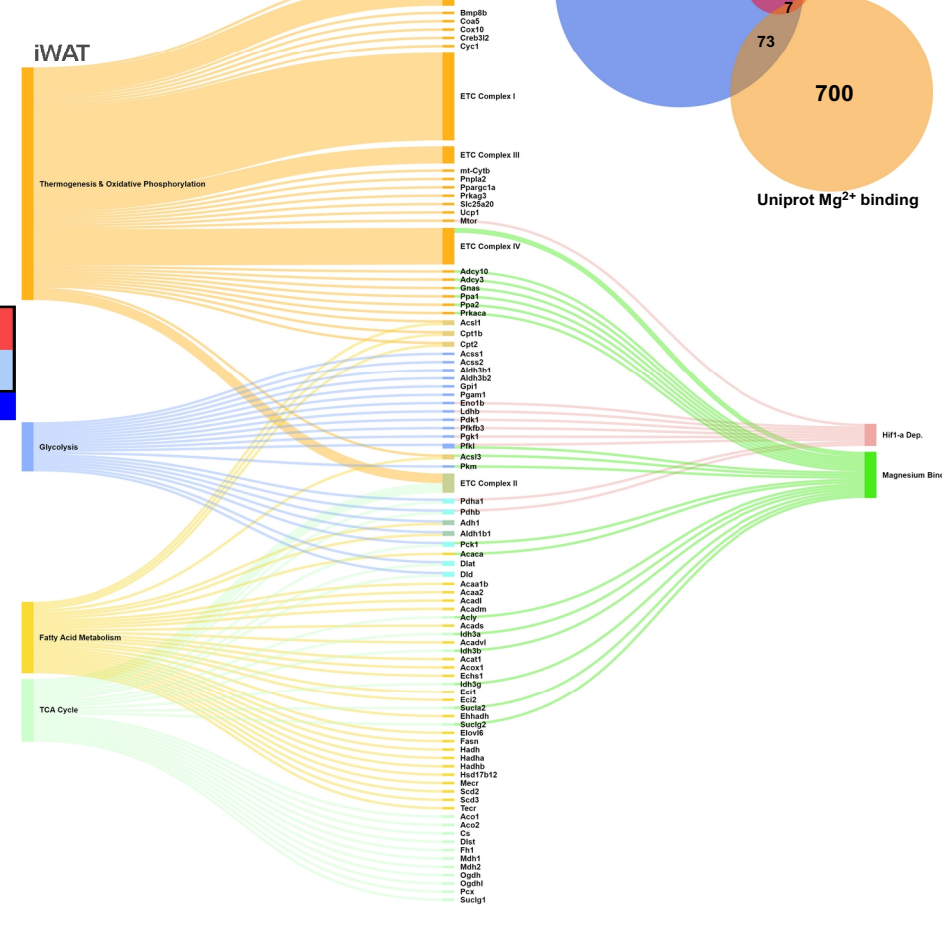 iWAT
Thermogenesis & Oxidative Phosphorylation
Glycolysis
Fatty Acid Metabolism
TCA Cycle
Bmp8b
Coa5
Cox10
Creb3l2
Cyc1
ETC Complex I
ETC Complex III
mt-Cytb
Pnpla2
Ppargc1a
Prkag3
Slc25a20
Ucp1
Mtor
ETC Complex IV
Adcy10
Adcy3
Gnas
Ppa1
Ppa2
Prkaca
Acsl1
Cpt1b
Cpt2
Acss1
Acss2
Aldh3b1
Aldh3b2
Gpi1
Pgam1
Eno1b
Ldhb
Pdk1
Pfkfb3
Pgk1
Pfkl
Acsl3
Pkm
ETC Complex II
Pdha1
Pdhb
Adh1
Aldh1b1
Pck1
Acaca
Dlat
Dld
Acaa1b
Acaa2
Acadl
Acadm
Acly
Acads
Idh3a
Acadvl
Idh3b
Acat1
Acox1
Echs1
Idh3g
Eci1
Eci2
Sucla2
Ehhadh
Suclg2
Elovl6
Fasn
Hadh
Hadha
Hadhb
Hsd17b12
Mecr
Scd2
Scd3
Tecr
Aco1
Aco2
Cs
Dlst
Fh1
Mdh1
Mdh2
Ogdh
Ogdhl
Pcx
Suclg1
Hif1-a Dep.
Magnesium Binc
7
73
700
Uniprot Mg²⁺ binding